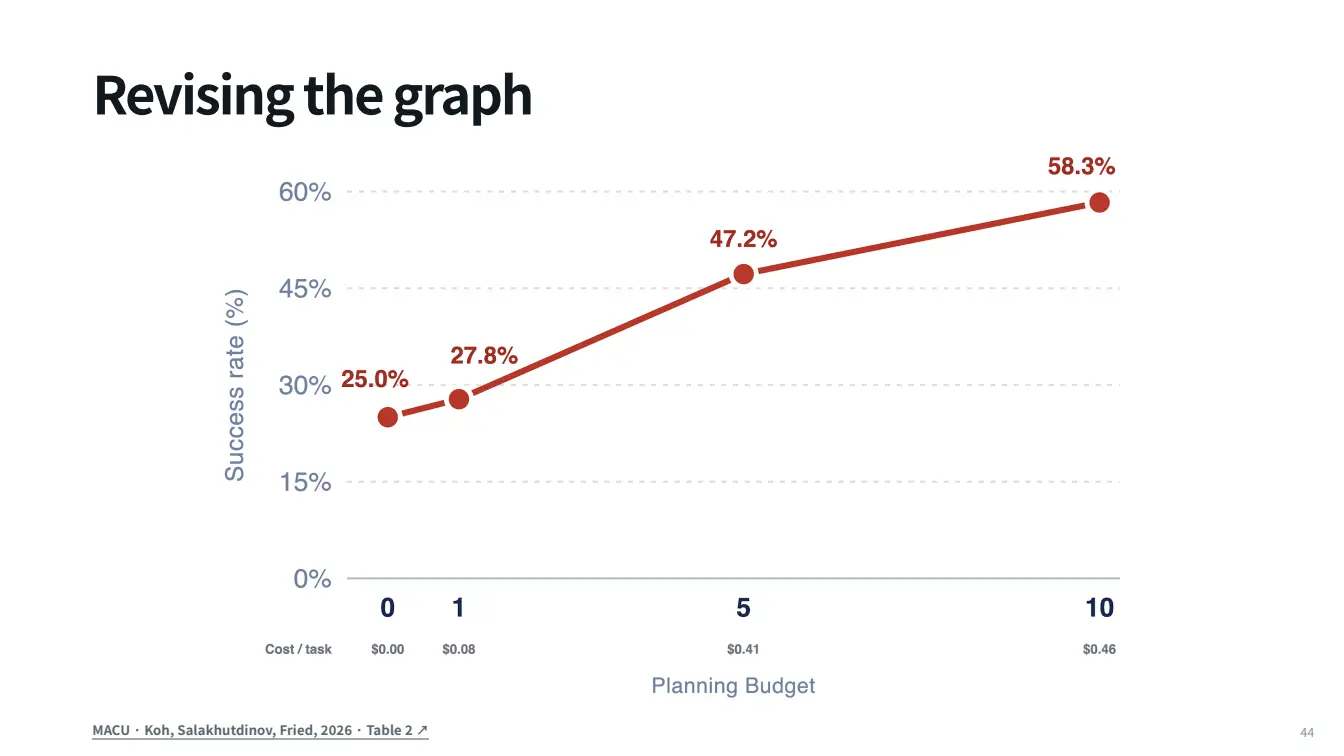 Revising the graph
58.3%
60%
47.2%
45%
27.8%
30%
25.0%
Success rate (%)
15%
0%
0 1 5 10
Cost / task $0.00 $0.08 $0.41 $0.46
Planning Budget
MACU · Koh, Salakhutdinov, Fried, 2026 · Table 2 ↗
44